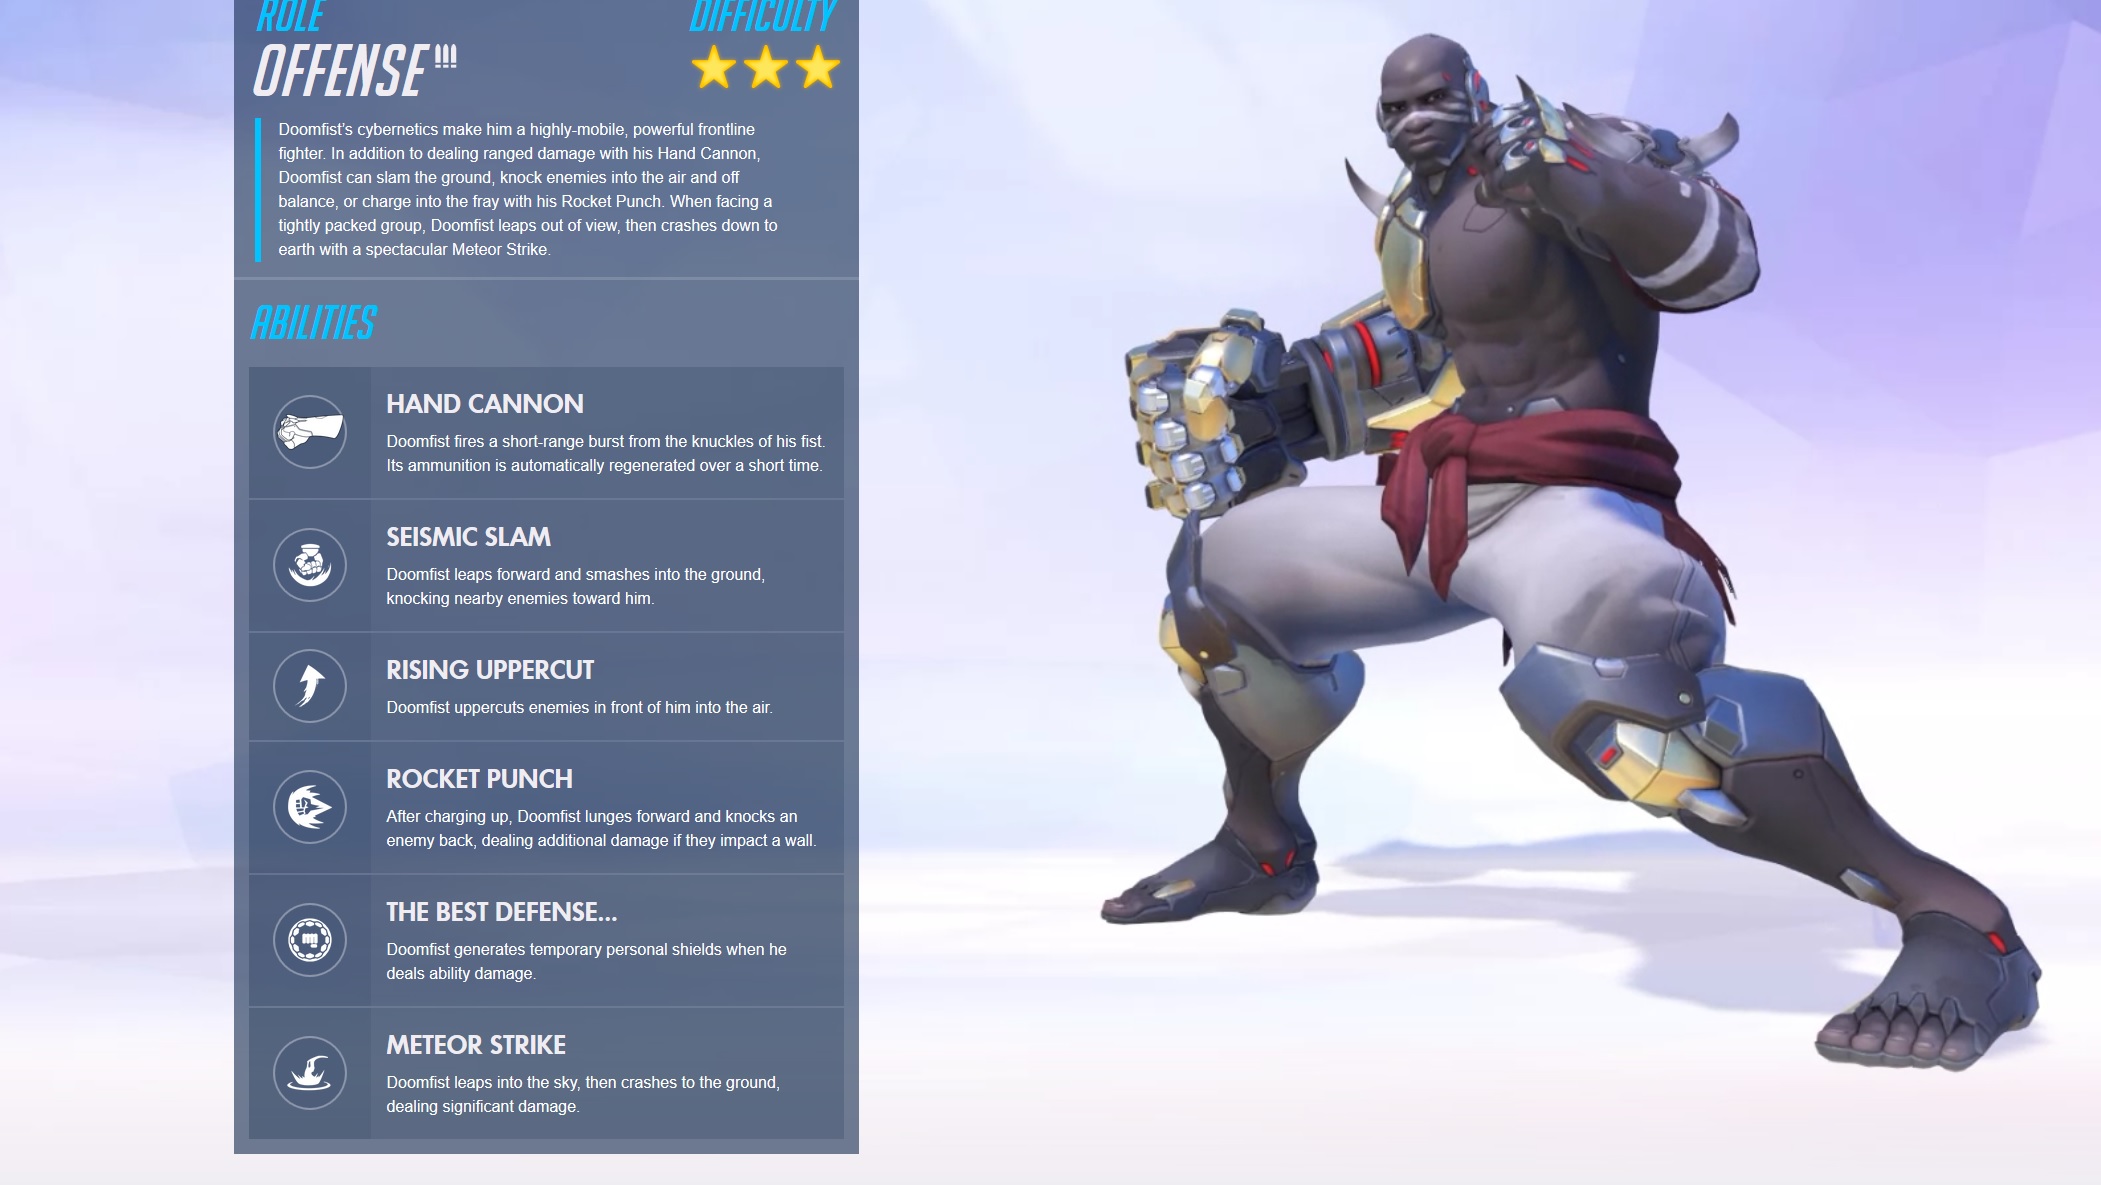 ROLE
DIFFICULTY
OFFENSE
Doomfist's cybernetics make him a highly-mobile, powerful frontline
fighter. In addition to dealing ranged damage with his Hand Cannon,
Doomfist can slam the ground, knock enemies into the air and off
balance, or charge into the fray with his Rocket Punch. When facing a
tightly packed group, Doomfist leaps out of view, then crashes down to
earth with a spectacular Meteor Strike.
ABILITIES
HAND CANNON
Doomfist fires a short-range burst from the knuckles of his fist.
Its ammunition is automatically regenerated over a short time.
SEISMIC SLAM
Doomfist leaps forward and smashes into the ground,
knocking nearby enemies toward him.
RISING UPPERCUT
Doomfist uppercuts enemies in front of him into the air.
ROCKET PUNCH
After charging up, Doomfist lunges forward and knocks an
enemy back, dealing additional damage if they impact a wall.
THE BEST DEFENSE...
Doomfist generates temporary personal shields when he
deals ability damage.
METEOR STRIKE
Doomfist leaps into the sky, then crashes to the ground,
dealing significant damage.